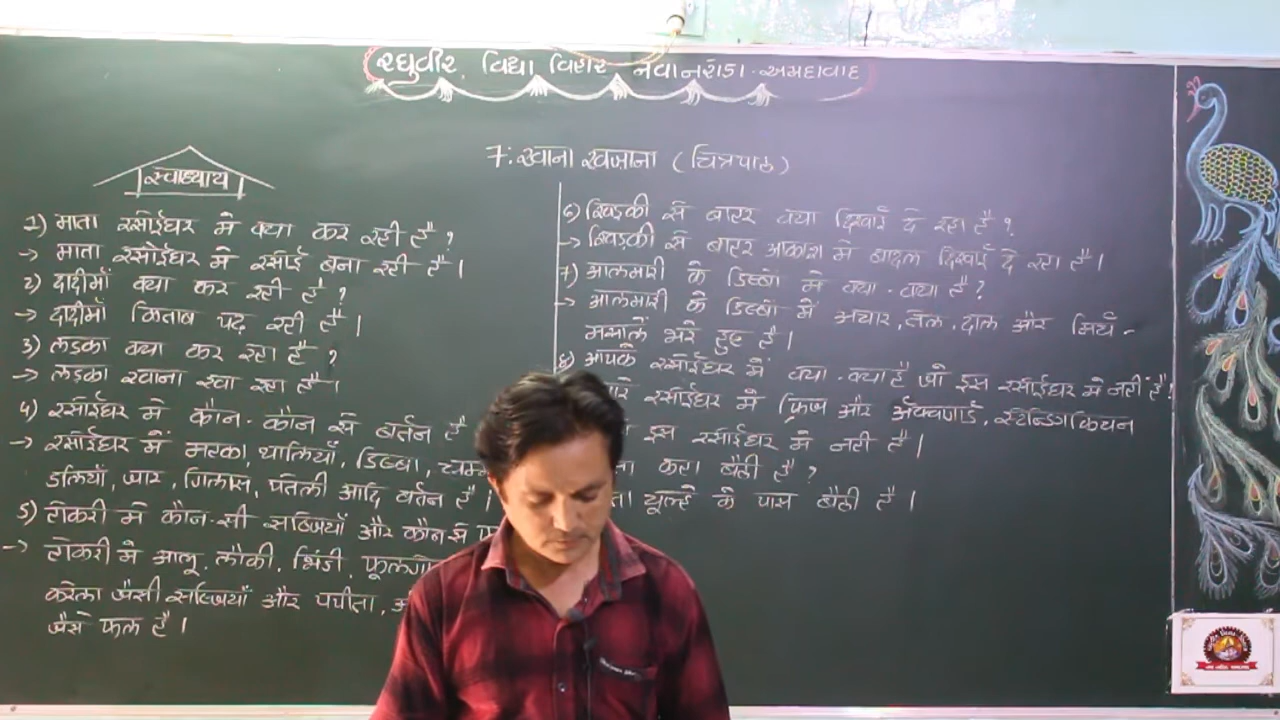 रघुवीर विद्या विहार नवानरोडा - अमदावाद
7: खाना खजाना (चित्रपाठ)
स्वाध्याय
1) माता रसोईघर में क्या कर रही है ?
→ माता रसोईघर में रसोई बना रही है ।
2) दादीमाँ क्या कर रही है ?
→ दादीमाँ किताब पढ़ रही है ।
3) लडका क्या कर रहा है ?
→ लडका खाना खा रहा है ।
4) रसोईघर में कौन-कौन से बर्तन है
→ रसोईघर में मटका, थालियाँ, डिब्बा,
डलियाँ, जार, गिलास, पतेली आदि बर्तन है ।
5) टोकरी में कौन-सी सब्जियाँ और कौन से
→ टोकरी में आलू, लौकी, भिंडी,
करेला जैसी सब्जियाँ और पपीता,
जैसे फल है ।
6) खिड़की से बाहर क्या दिखाई दे रहा है ?
→ खिड़की से बाहर आकाश में बादल दिखाई दे रहा है ।
7) आलमारी के डिब्बों में क्या-क्या है ?
→ आलमारी के डिब्बों में अचार, तेल, दाल और मिर्च -
मसाले भरे हुए है ।
8) आपके रसोईघर में क्या-क्या है जो इस रसोईघर में नहीं है !
रसोईघर में फ्रिज और
इस रसोईघर में नहीं है ।
कहा बैठी है ?
चूल्हे के पास बैठी है ।